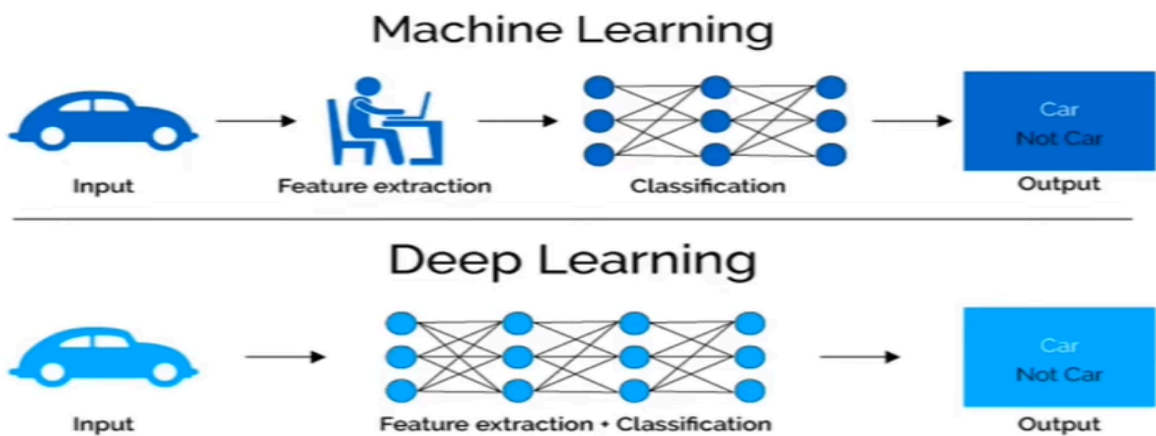 Machine Learning
Car
Not Car
Input
Feature extraction
Classification
Output
Deep Learning
Car
Not Car
Input
Feature extraction + Classification
Output